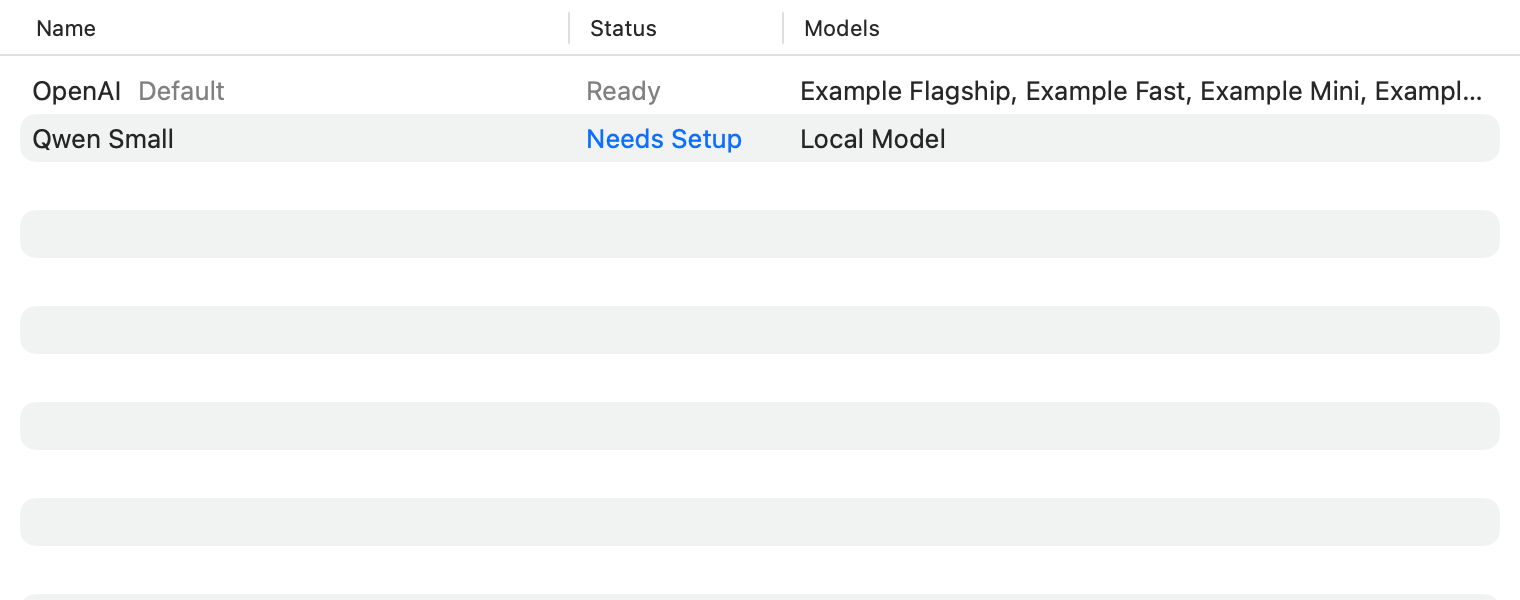 Name Status Models
OpenAI Default Ready Example Flagship, Example Fast, Example Mini, Exampl...
Qwen Small Needs Setup Local Model